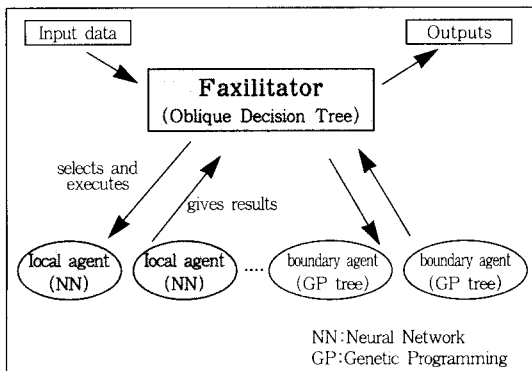 Input data
Outputs
Faxilitator
(Oblique Decision Tree)
selects and
executes
gives results
local agent
(NN)
local agent
(NN)
....
boundary agent
(GP tree)
boundary agent
(GP tree)
NN:Neural Network
GP:Genetic Programming